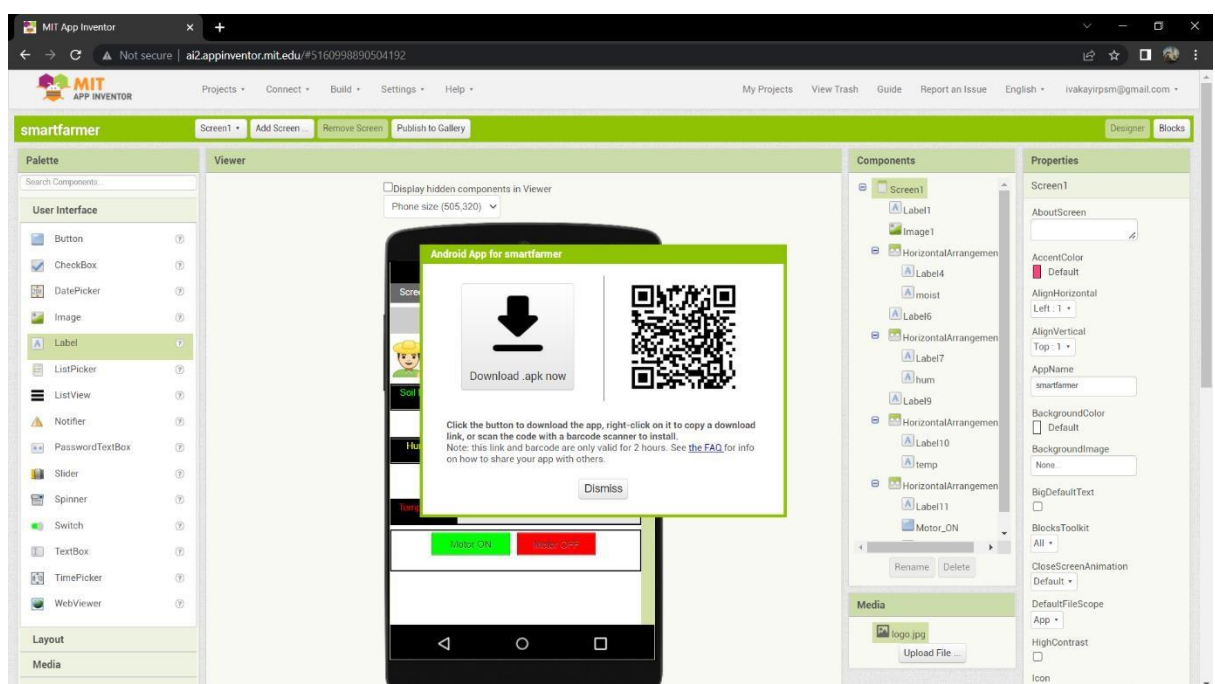 MIT App Inventor
Not secure | ai2.appinventor.mit.edu/#5160998890504192
MIT
APP INVENTOR
Projects Connect Build Settings Help My Projects View Trash Guide Report an Issue English ivakayirpsm@gmail.com
smartfarmer Screen1 Add Screen ... Remove Screen Publish to Gallery Designer Blocks
Palette
Search Components...
User Interface
Button
CheckBox
DatePicker
Image
Label
ListPicker
ListView
Notifier
PasswordTextBox
Slider
Spinner
Switch
TextBox
TimePicker
WebViewer
Layout
Media
Viewer
Display hidden components in Viewer
Phone size (505,320)
Android App for smartfarmer
Download .apk now
Click the button to download the app, right-click on it to copy a download
link, or scan the code with a barcode scanner to install.
Note: this link and barcode are only valid for 2 hours. See the FAQ for info
on how to share your app with others.
Dismiss
Soil
Motor ON Motor OFF
Components
Screen1
Label1
Image1
HorizontalArrangemen
Label4
moist
Label6
HorizontalArrangemen
Label7
hum
Label9
HorizontalArrangemen
Label10
temp
HorizontalArrangemen
Label11
Motor_ON
Rename Delete
Media
logo.jpg
Upload File ...
Properties
Screen1
AboutScreen
AccentColor
Default
AlignHorizontal
Left : 1
AlignVertical
Top : 1
AppName
smartfarmer
BackgroundColor
Default
BackgroundImage
None...
BigDefaultText
BlocksToolkit
All
CloseScreenAnimation
Default
DefaultFileScope
App
HighContrast
Icon